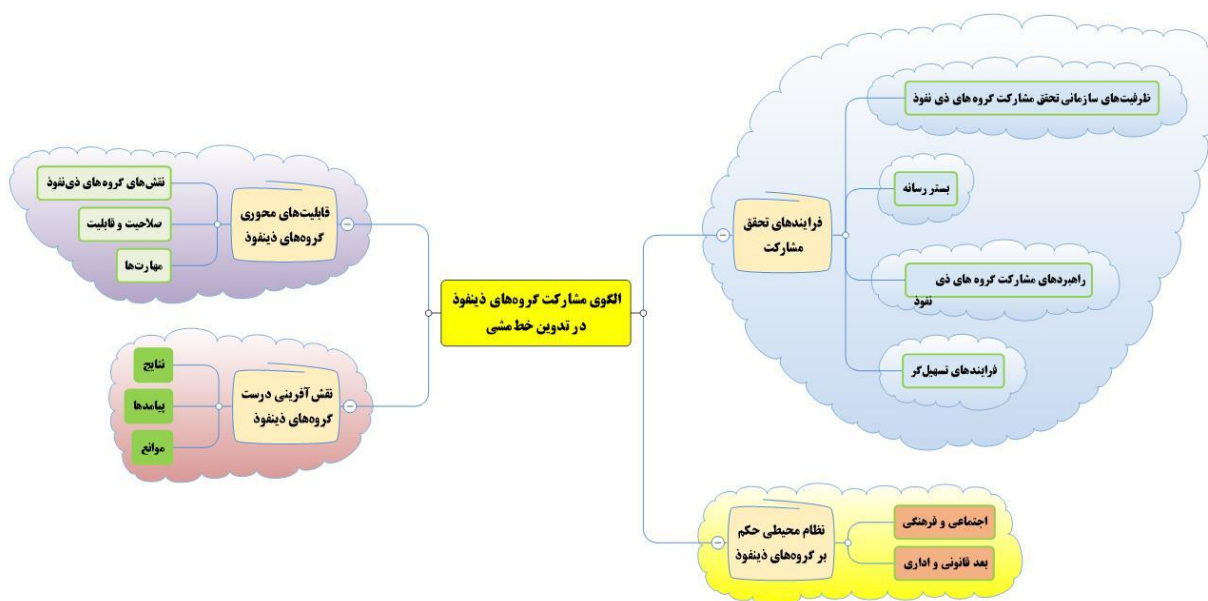 ظرفیت‌های سازمانی تحقق مشارکت گروه های ذی نفوذ
بستر رسانه
راهبردهای مشارکت گروه های ذی
نفوذ
فرایندهای تسهیل‌گر
فرایندهای تحقق
مشارکت
اجتماعی و فرهنگی
بعد قانونی و اداری
نظام محیطی حکم
بر گروه‌های ذینفوذ
الگوی مشارکت گروه‌های ذینفوذ
در تدوین خط‌مشی
قابلیت‌های محوری
گروه‌های ذینفوذ
نقش‌های گروه‌های ذی‌نفوذ
صلاحیت و قابلیت
مهارت‌ها
نقش‌آفرینی درست
گروه‌های ذینفوذ
نتایج
پیامدها
موانع